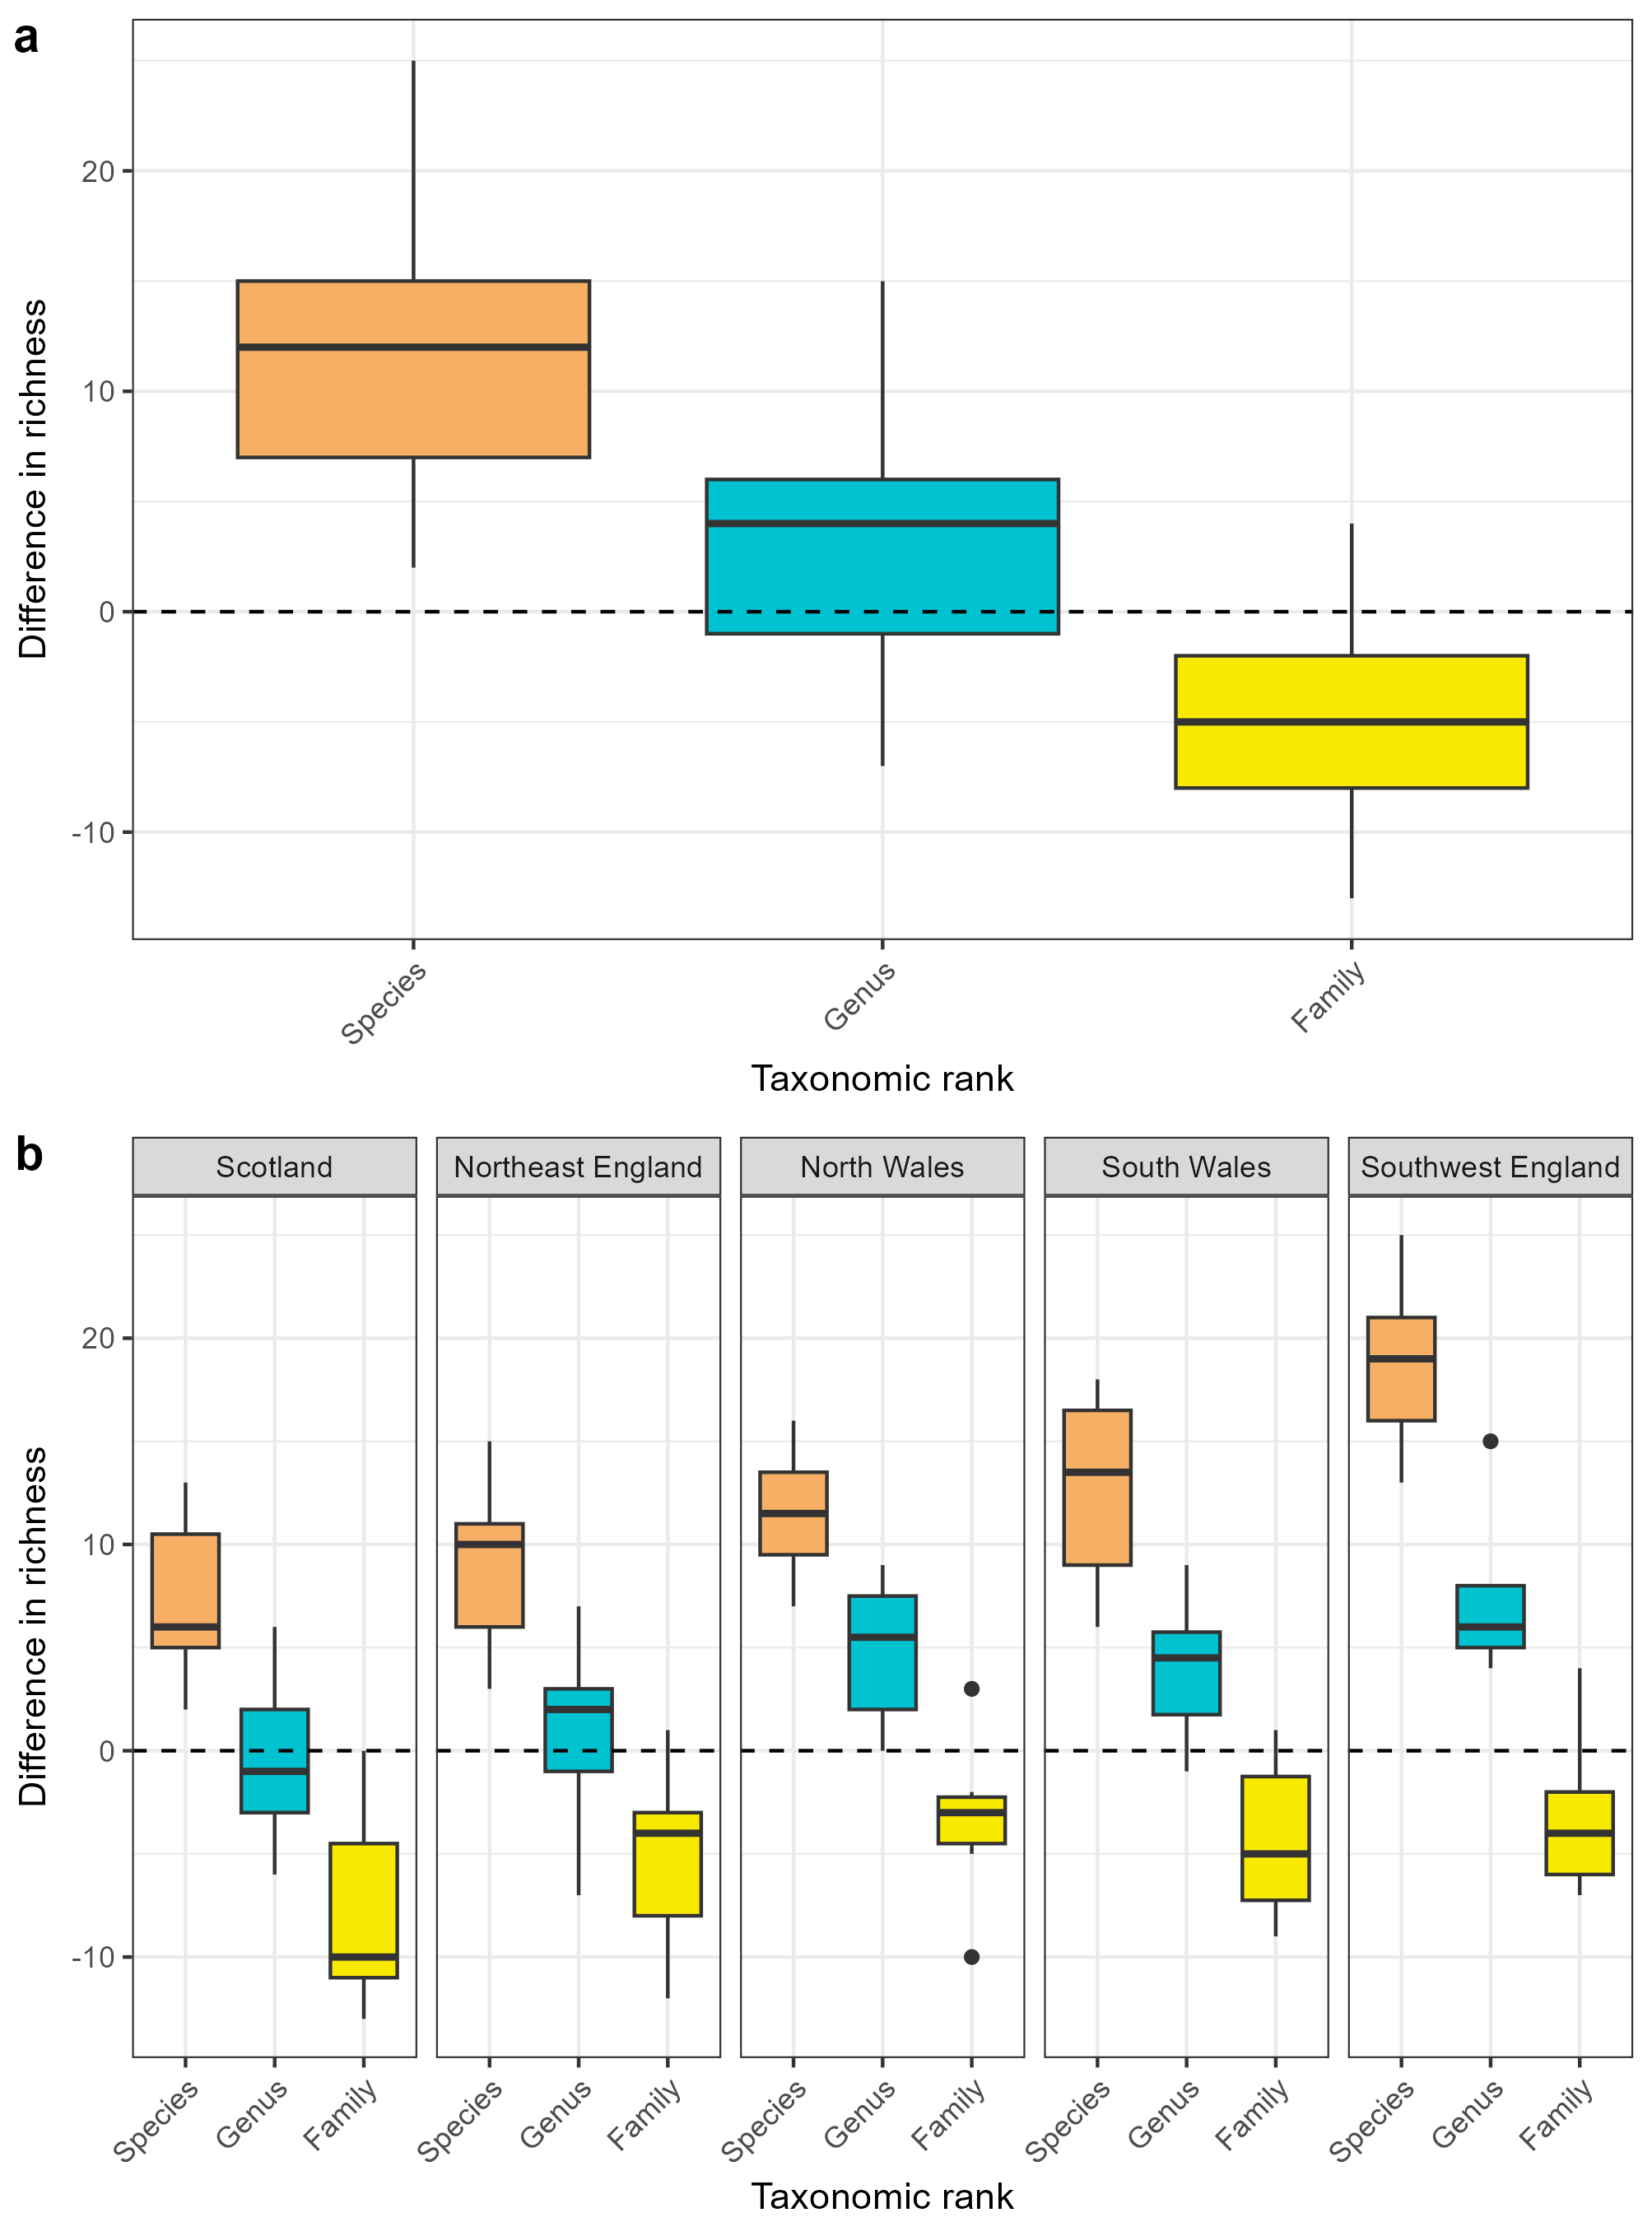 a
20
10
0
-10
Difference in richness
Species
Genus
Family
Taxonomic rank
b
Scotland
Northeast England
North Wales
South Wales
Southwest England
20
10
0
-10
Difference in richness
Species
Genus
Family
Species
Genus
Family
Species
Genus
Family
Species
Genus
Family
Species
Genus
Family
Taxonomic rank